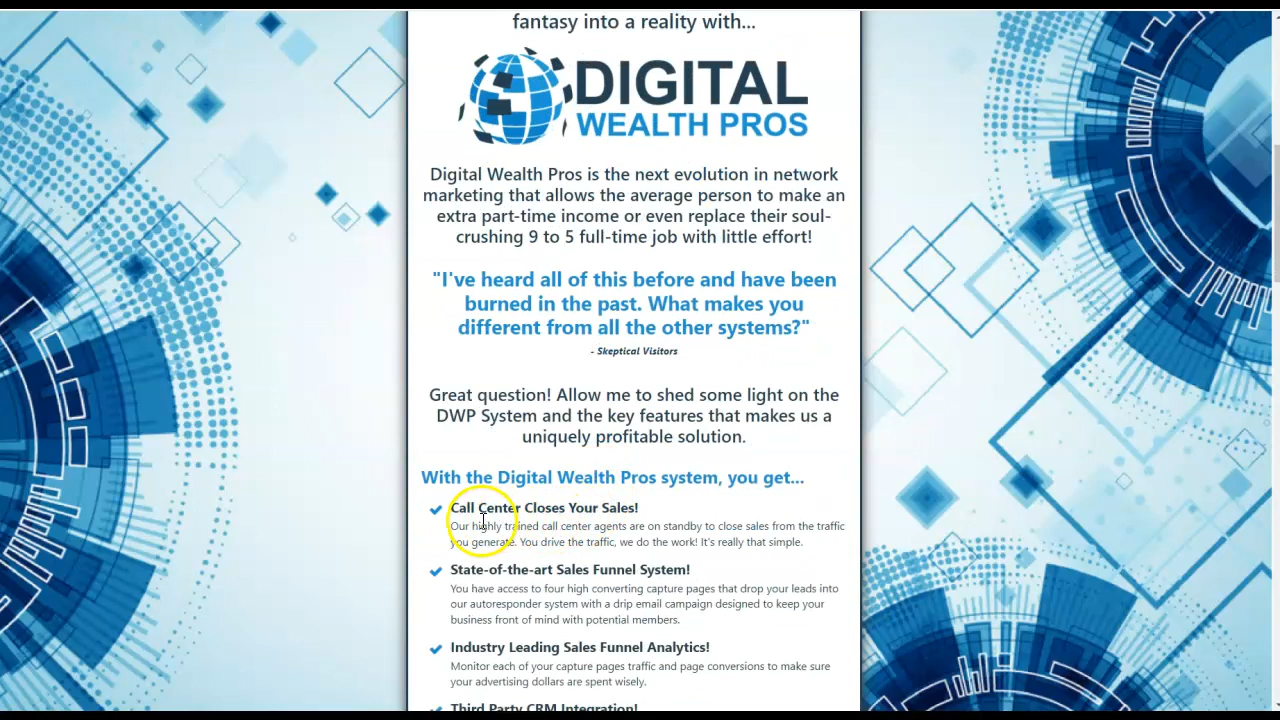 fantasy into a reality with...
DIGITAL
WEALTH PROS
Digital Wealth Pros is the next evolution in network
marketing that allows the average person to make an
extra part-time income or even replace their soul-
crushing 9 to 5 full-time job with little effort!
"I've heard all of this before and have been
burned in the past. What makes you
different from all the other systems?"
- Skeptical Visitors
Great question! Allow me to shed some light on the
DWP System and the key features that makes us a
uniquely profitable solution.
With the Digital Wealth Pros system, you get...
Call Center Closes Your Sales!
Our highly trained call center agents are on standby to close sales from the traffic
you generate. You drive the traffic, we do the work! It's really that simple.
State-of-the-art Sales Funnel System!
You have access to four high converting capture pages that drop your leads into
our autoresponder system with a drip email campaign designed to keep your
business front of mind with potential members.
Industry Leading Sales Funnel Analytics!
Monitor each of your capture pages traffic and page conversions to make sure
your advertising dollars are spent wisely.
Third Party CRM Integration!